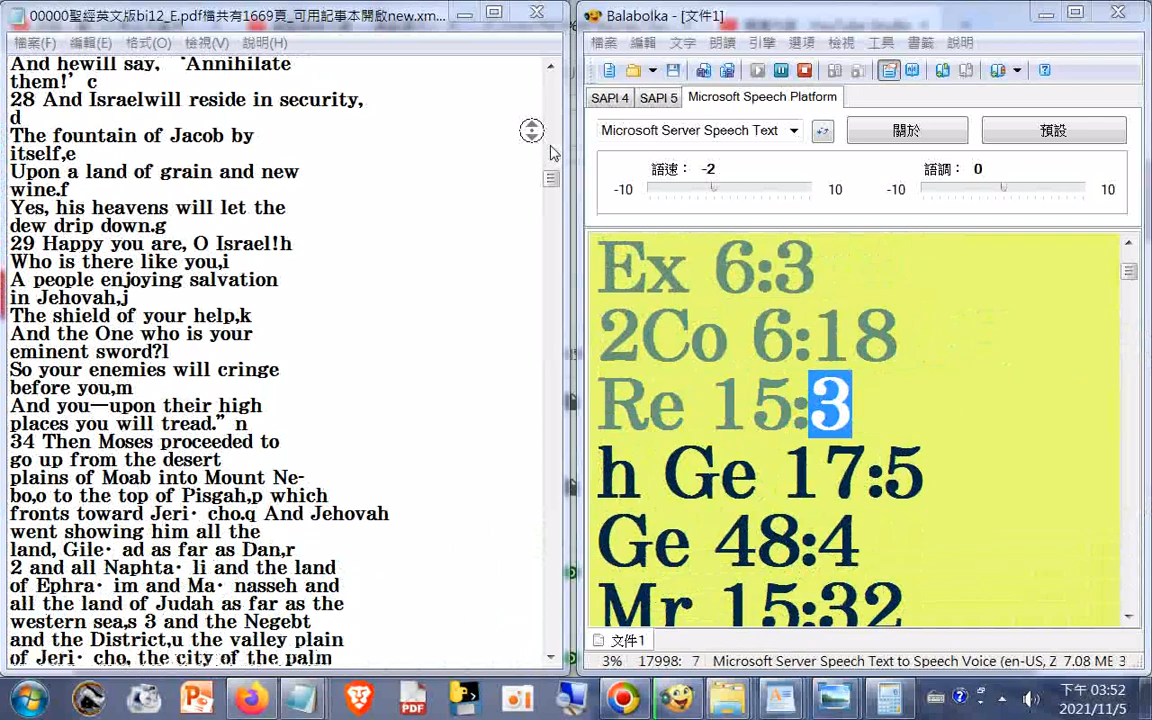 00000聖經英文版bi12_E.pdf檔共有1669頁_可用記事本開啟new.xm...
檔案(F) 編輯(E) 格式(O) 檢視(V) 說明(H)
And hewill say, ‘Annihilate
them!’ c
28 And Israelwill reside in security,
d
The fountain of Jacob by
itself,e
Upon a land of grain and new
wine.f
Yes, his heavens will let the
dew drip down.g
29 Happy you are, O Israel!h
Who is there like you,i
A people enjoying salvation
in Jehovah,j
The shield of your help,k
And the One who is your
eminent sword?l
So your enemies will cringe
before you,m
And you—upon their high
places you will tread.” n
34 Then Moses proceeded to
go up from the desert
plains of Moab into Mount Ne-
bo,o to the top of Pisgah,p which
fronts toward Jeri· cho.q And Jehovah
went showing him all the
land, Gile· ad as far as Dan,r
2 and all Naphta· li and the land
of Ephra· im and Ma· nasseh and
all the land of Judah as far as the
western sea,s 3 and the Negebt
and the District,u the valley plain
of Jeri· cho, the city of the palm
Balabolka - [文件1]
檔案 編輯 文字 朗讀 引擎 選項 檢視 工具 書籤 說明
SAPI 4 SAPI 5 Microsoft Speech Platform
Microsoft Server Speech Text 關於 預設
語速: -2 語調: 0
-10 10 -10 10
Ex 6:3
2Co 6:18
Re 15:3
h Ge 17:5
Ge 48:4
Mr 15:32
文件1
3% 17998: 7 Microsoft Server Speech Text to Speech Voice (en-US, Z 7.08 MB 3
下午 03:52
2021/11/5